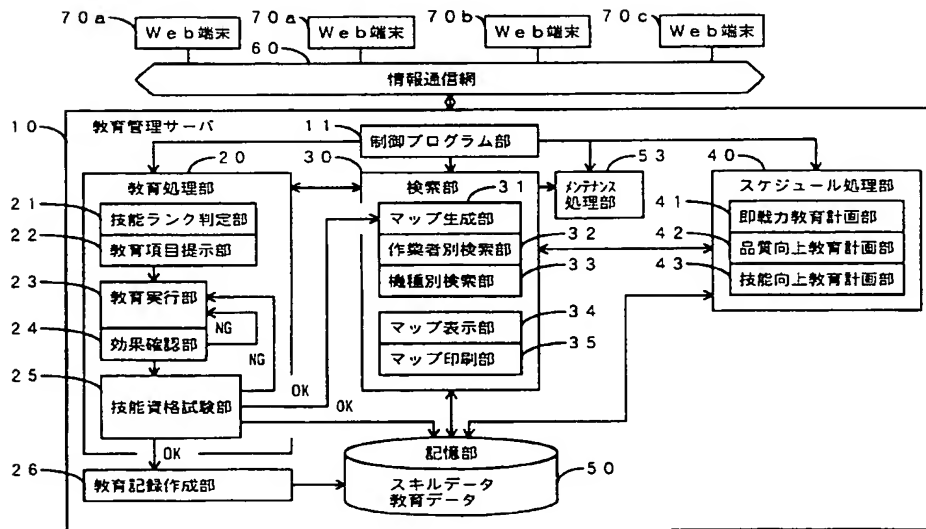 70a
Web端末
70a
Web端末
70b
Web端末
70c
Web端末
60
情報通信網
10
教育管理サーバ
11
制御プログラム部
20
教育処理部
21
技能ランク判定部
22
教育項目提示部
23
教育実行部
NG
24
効果確認部
NG
25
技能資格試験部
OK
OK
OK
26
教育記録作成部
30
検索部
31
マップ生成部
32
作業者別検索部
33
機種別検索部
34
マップ表示部
35
マップ印刷部
53
メンテナンス
処理部
40
スケジュール処理部
41
即戦力教育計画部
42
品質向上教育計画部
43
技能向上教育計画部
記憶部
スキルデータ
教育データ
50